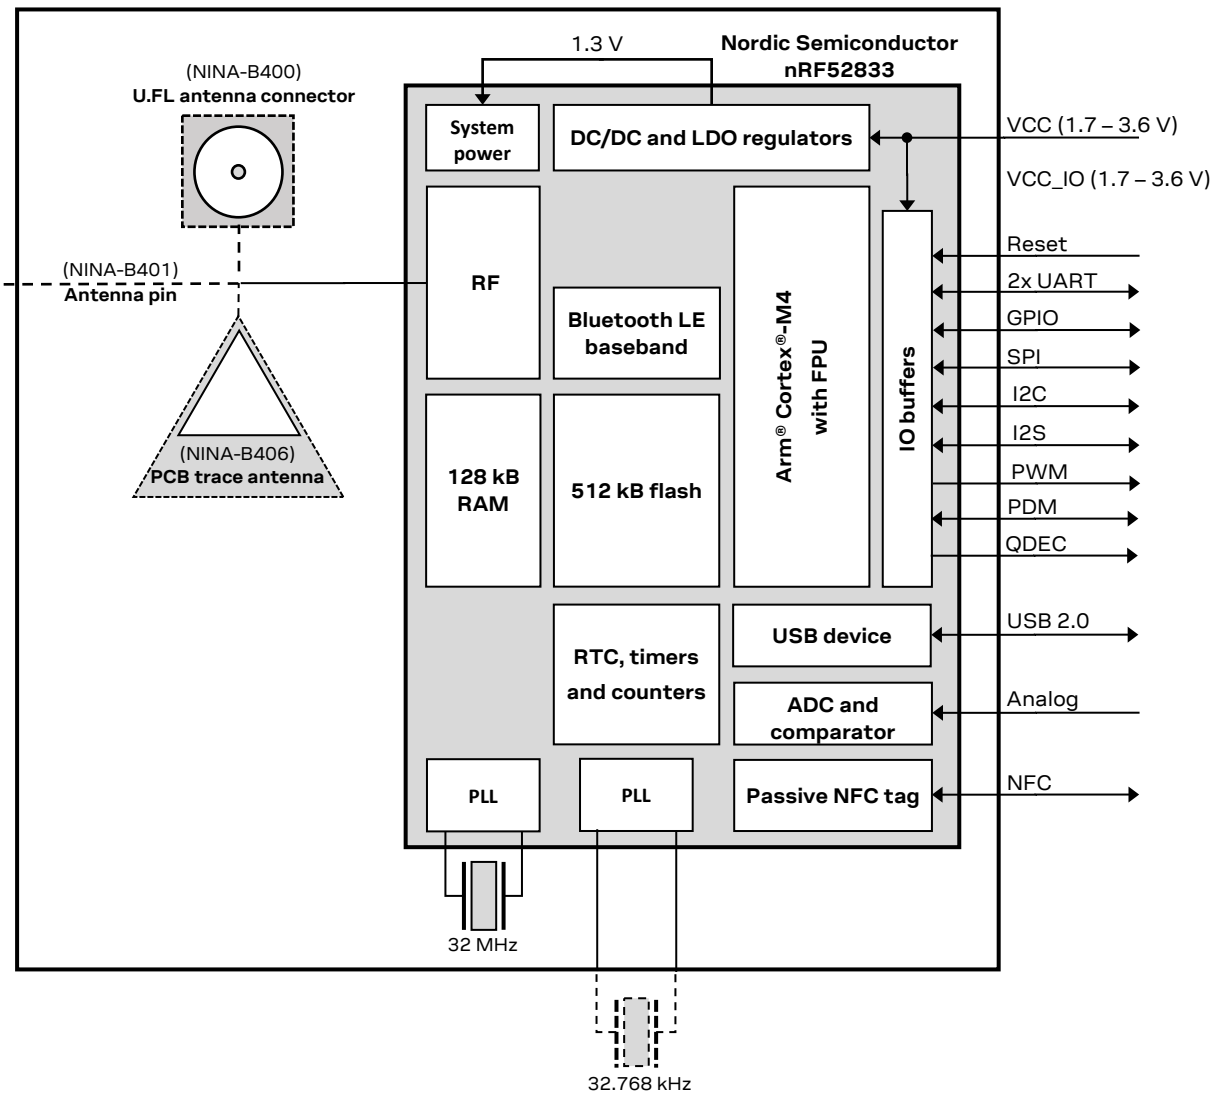 1.3 V
Nordic Semiconductor
nRF52833
(NINA-B400)
U.FL antenna connector
System
power
DC/DC and LDO regulators
VCC (1.7 – 3.6 V)
VCC_IO (1.7 – 3.6 V)
(NINA-B401)
Antenna pin
RF
Bluetooth LE
baseband
Arm® Cortex®-M4
with FPU
IO buffers
Reset
2x UART
GPIO
SPI
I2C
I2S
PWM
PDM
QDEC
(NINA-B406)
PCB trace antenna
128 kB
RAM
512 kB flash
RTC, timers
and counters
USB device
USB 2.0
ADC and
comparator
Analog
PLL
PLL
Passive NFC tag
NFC
32 MHz
32.768 kHz